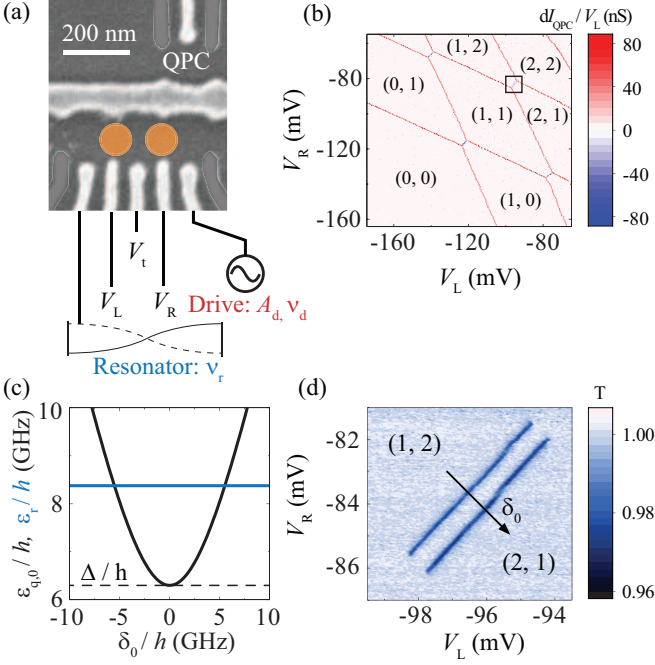 (a)
200 nm
QPC
V_t
V_L
V_R
Drive: A_d, ν_d
Resonator: ν_r
(b)
dI_QPC / V_L (nS)
80
40
0
-40
-80
-80
-120
-160
V_R (mV)
(1, 2)
(2, 2)
(0, 1)
(1, 1)
(2, 1)
(0, 0)
(1, 0)
-160
-120
-80
V_L (mV)
(c)
10
8
6
ε_q,0 / h, ε_r / h (GHz)
Δ / h
-10
-5
0
5
10
δ_0 / h (GHz)
(d)
T
1.00
0.98
0.96
-82
-84
-86
V_R (mV)
(1, 2)
δ_0
(2, 1)
-98
-96
-94
V_L (mV)